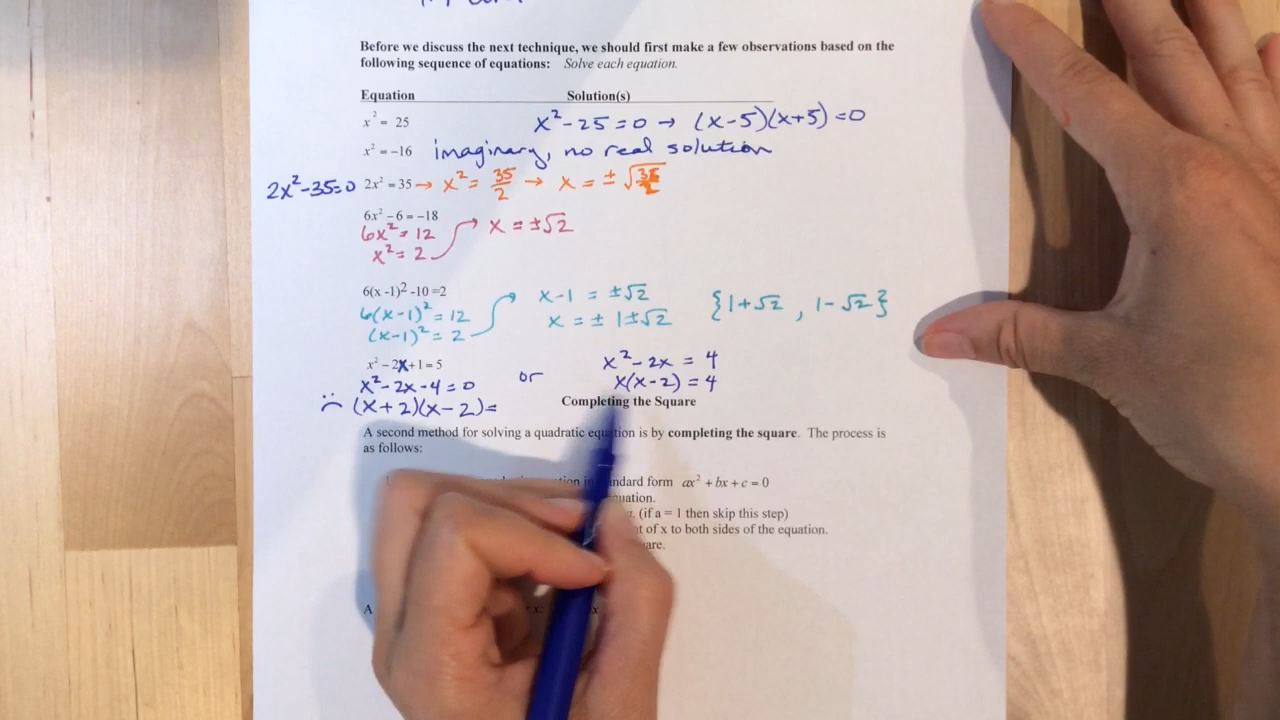 Before we discuss the next technique, we should first make a few observations based on the
following sequence of equations: Solve each equation.
Equation Solution(s)
x² = 25 x²-25=0 → (x-5)(x+5)=0
x² = -16 imaginary, no real solution
2x²-35=0 2x² = 35 → x² = 35/2 → x = ±√35/2
6x² - 6 = -18
6x² = 12 x = ±√2
x² = 2
6(x -1)² -10 =2 x-1 = ±√2 {1+√2 , 1-√2}
6(x-1)² = 12 x = ± 1±√2
(x-1)² = 2
x² - 2x+1 = 5 x²-2x = 4
x²-2x-4=0 or x(x-2)=4
:( (x+2)(x-2)=
Completing the Square
A second method for solving a quadratic equation is by completing the square. The process is
as follows:
standard form ax² + bx + c = 0
equation.
(if a = 1 then skip this step)
of x to both sides of the equation.
A